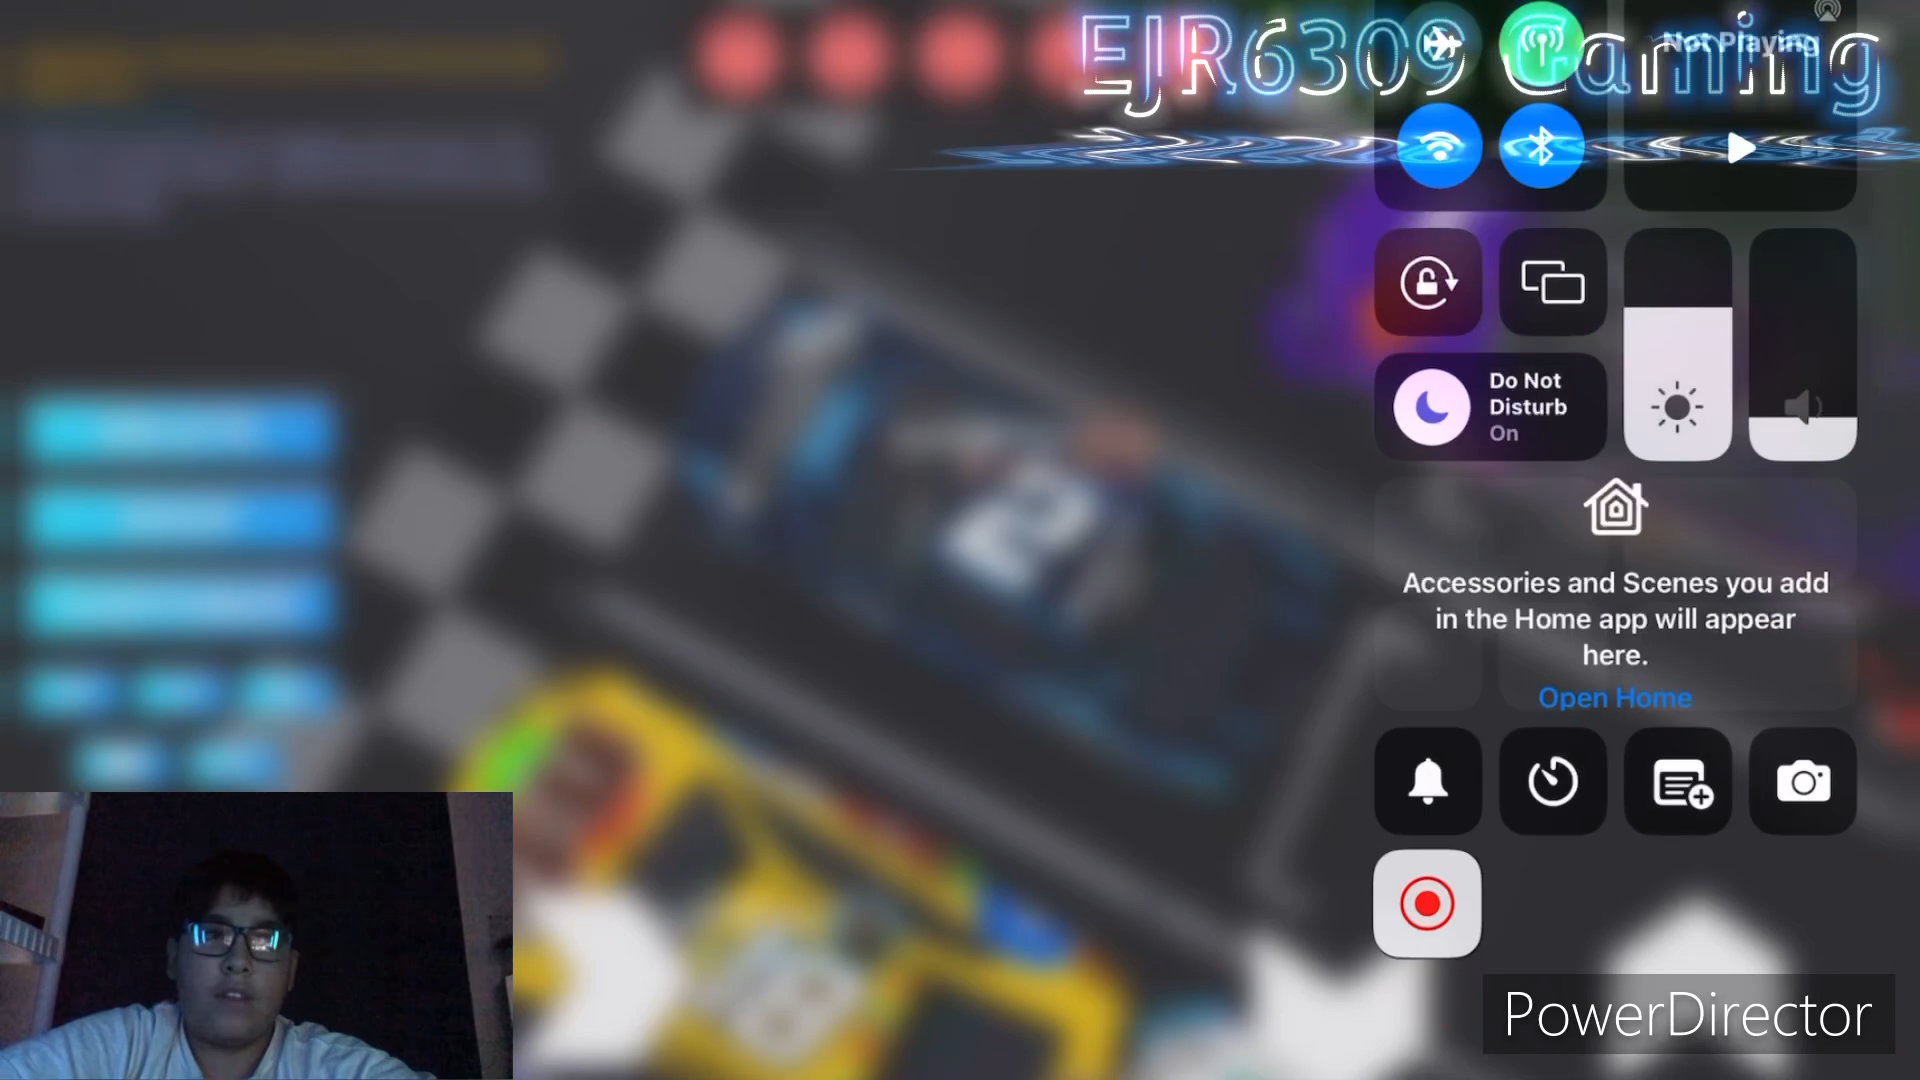 EJR6309 Gaming
Not Playing
Do Not
Disturb
On
Accessories and Scenes you add
in the Home app will appear
here.
Open Home
PowerDirector